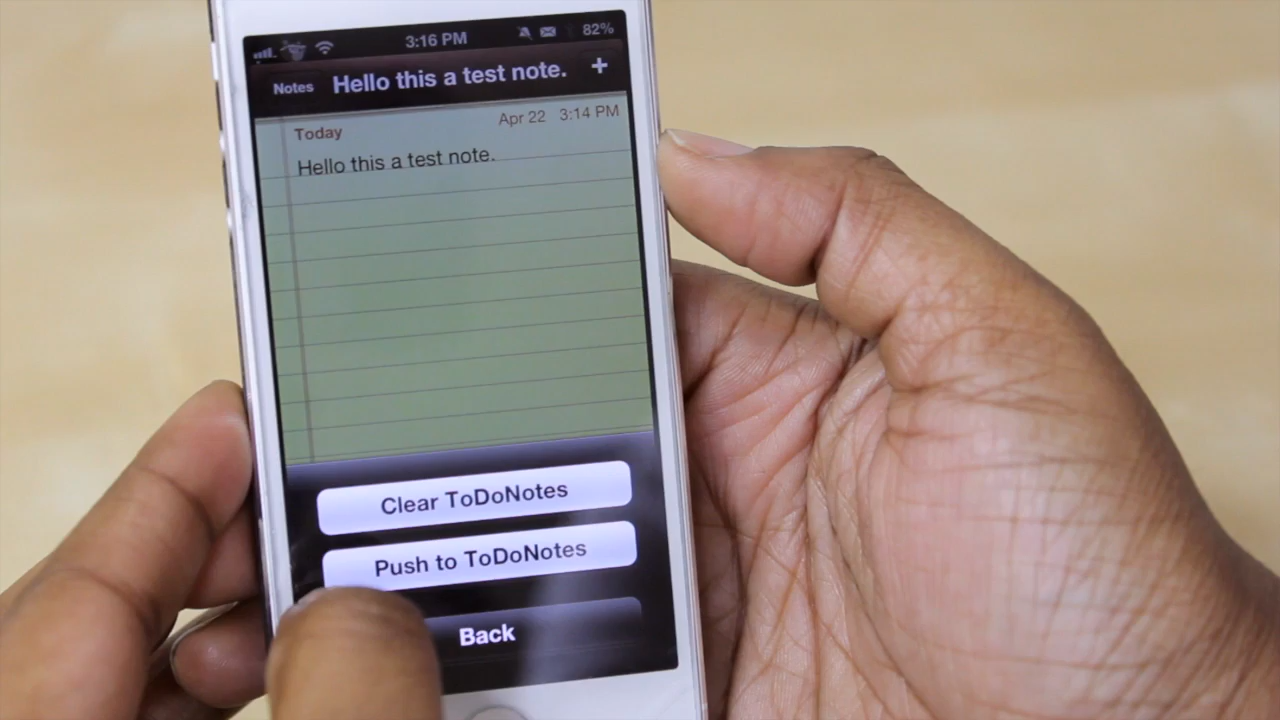 3:16 PM 82%
Notes Hello this a test note. +
Today Apr 22 3:14 PM
Hello this a test note.
Clear ToDoNotes
Push to ToDoNotes
Back